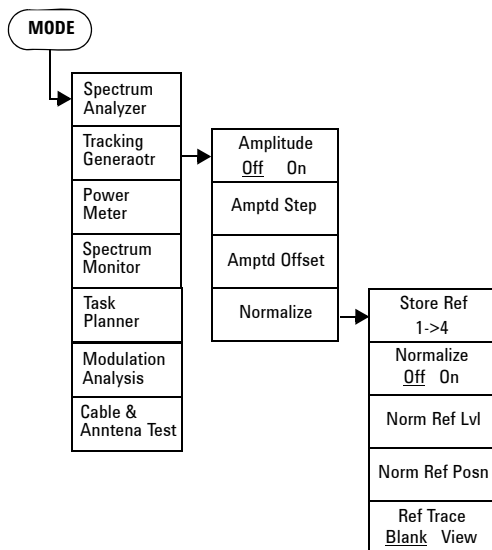 MODE
Spectrum
Analyzer
Tracking
Generaotr
Power
Meter
Spectrum
Monitor
Task
Planner
Modulation
Analysis
Cable &
Anntena Test
Amplitude
Off On
Amptd Step
Amptd Offset
Normalize
Store Ref
1->4
Normalize
Off On
Norm Ref Lvl
Norm Ref Posn
Ref Trace
Blank View